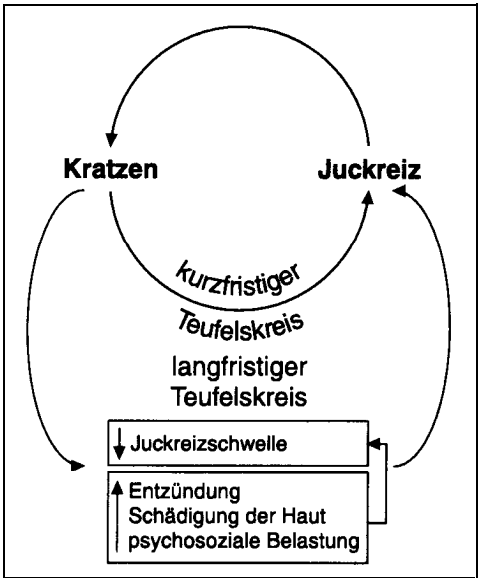 Kratzen
Juckreiz
kurzfristiger
Teufelskreis
langfristiger
Teufelskreis
↓ Juckreizschwelle
↑ Entzündung
Schädigung der Haut
psychosoziale Belastung